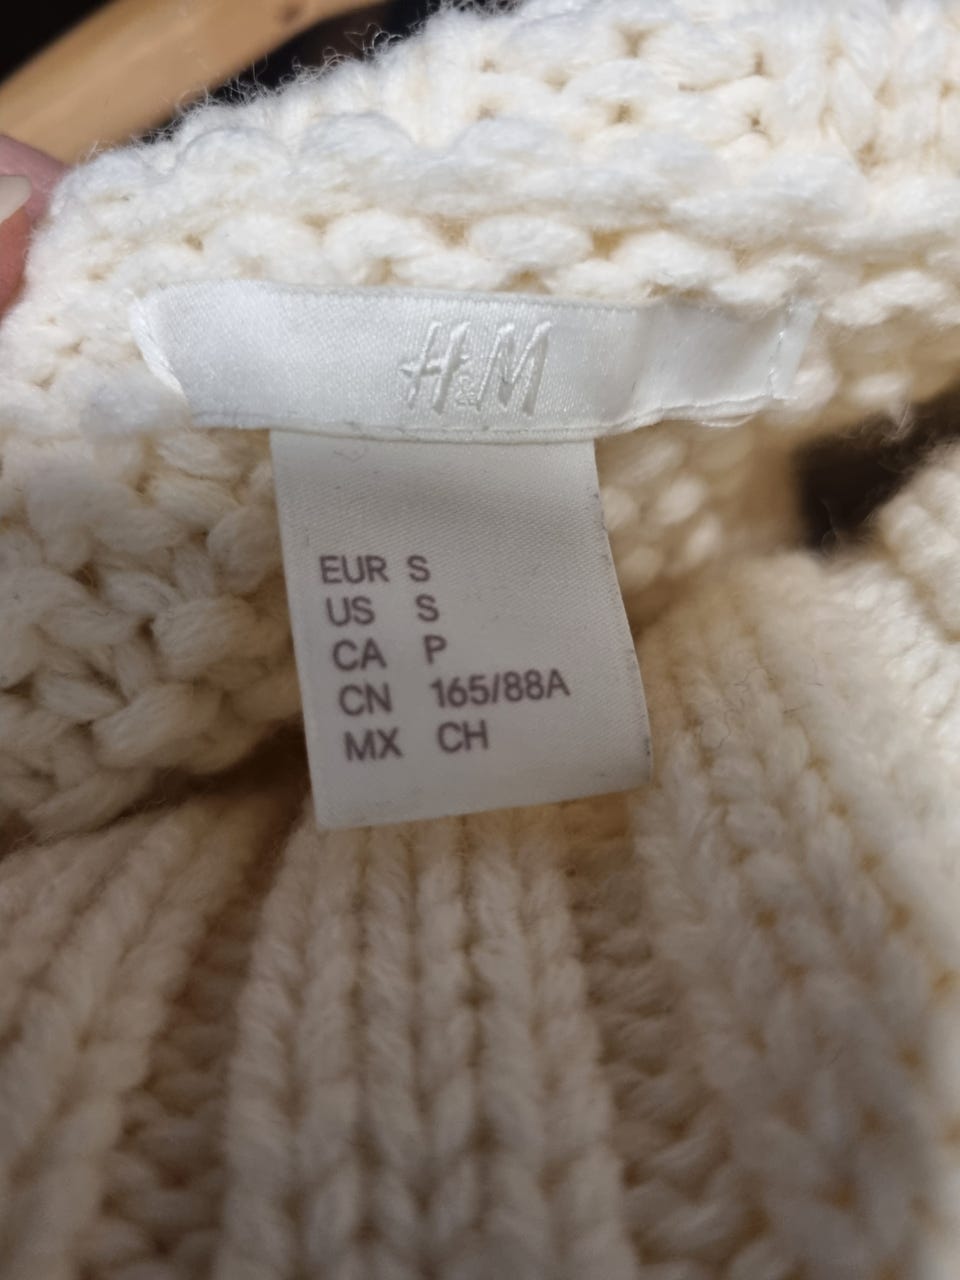 H&M
EUR S
US S
CA P
CN 165/88A
MX CH